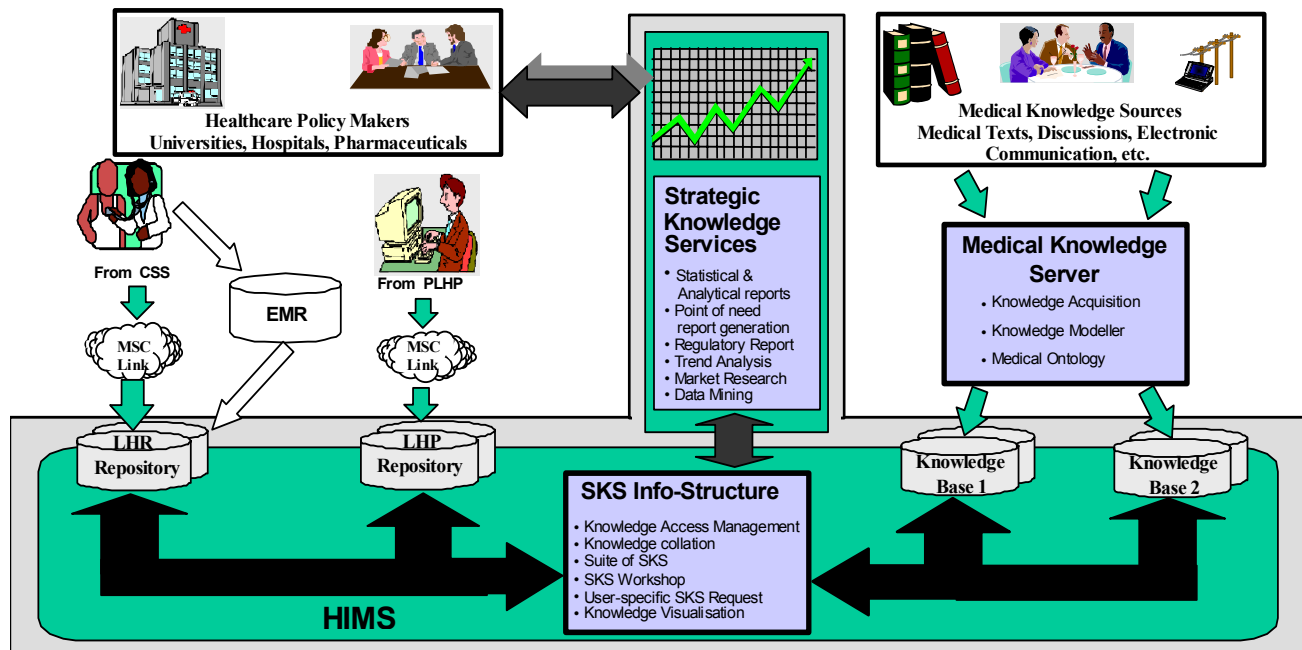 Healthcare Policy Makers
Universities, Hospitals, Pharmaceuticals
From CSS
EMR
MSC
Link
From PLHP
MSC
Link
LHR
Repository
LHP
Repository
Strategic
Knowledge
Services
• Statistical &
Analytical reports
• Point of need
report generation
• Regulatory Report
• Trend Analysis
• Market Research
• Data Mining
Medical Knowledge Sources
Medical Texts, Discussions, Electronic
Communication, etc.
Medical Knowledge
Server
• Knowledge Acquisition
• Knowledge Modeller
• Medical Ontology
Knowledge
Base 1
Knowledge
Base 2
SKS Info-Structure
• Knowledge Access Management
• Knowledge collation
• Suite of SKS
• SKS Workshop
• User-specific SKS Request
• Knowledge Visualisation
HIMS